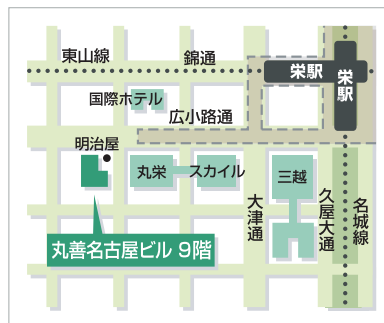 東山線
錦通
栄駅
栄駅
国際ホテル
広小路通
明治屋
丸栄
スカイル
三越
大津通
久屋大通
名城線
丸善名古屋ビル 9階